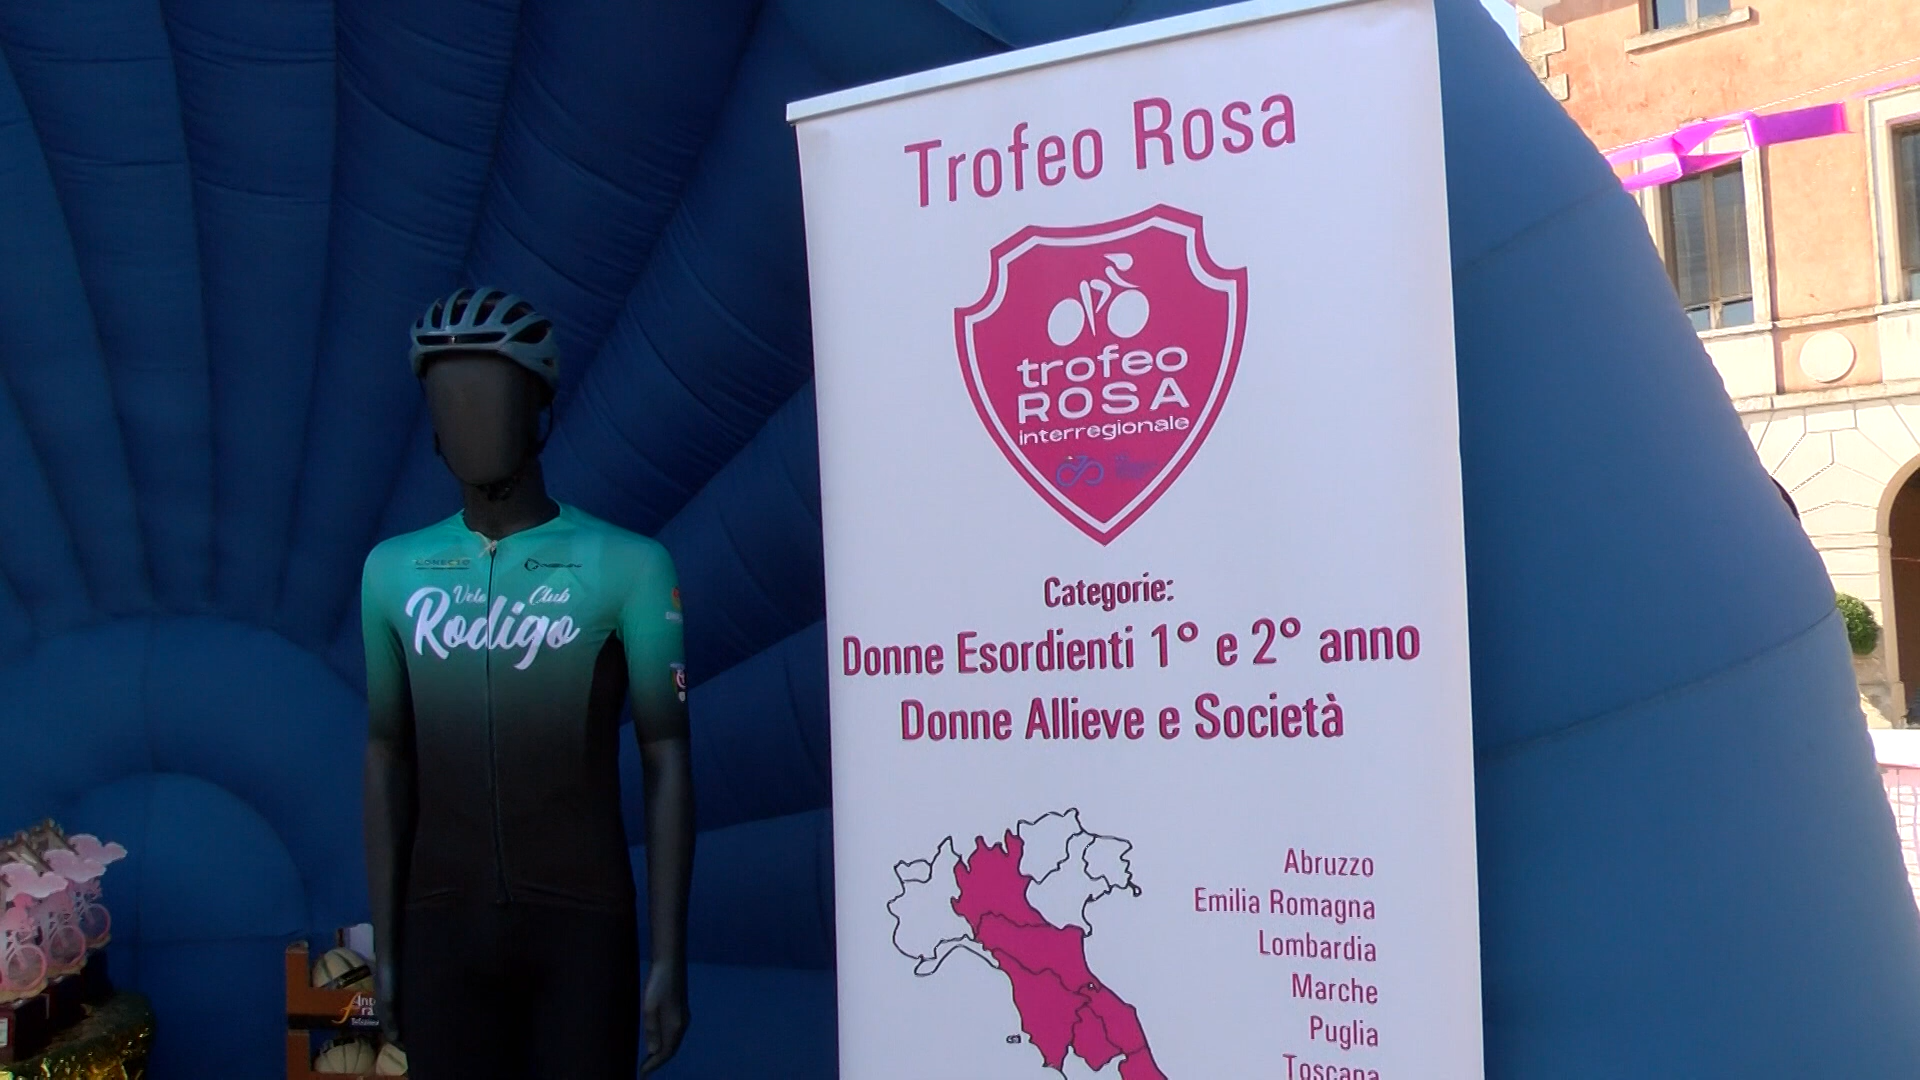 Trofeo Rosa
trofeo
ROSA
interregionale
Categorie:
Donne Esordienti 1° e 2° anno
Donne Allieve e Società
Abruzzo
Emilia Romagna
Lombardia
Marche
Puglia
Toscana
Velo Club
Rodigo